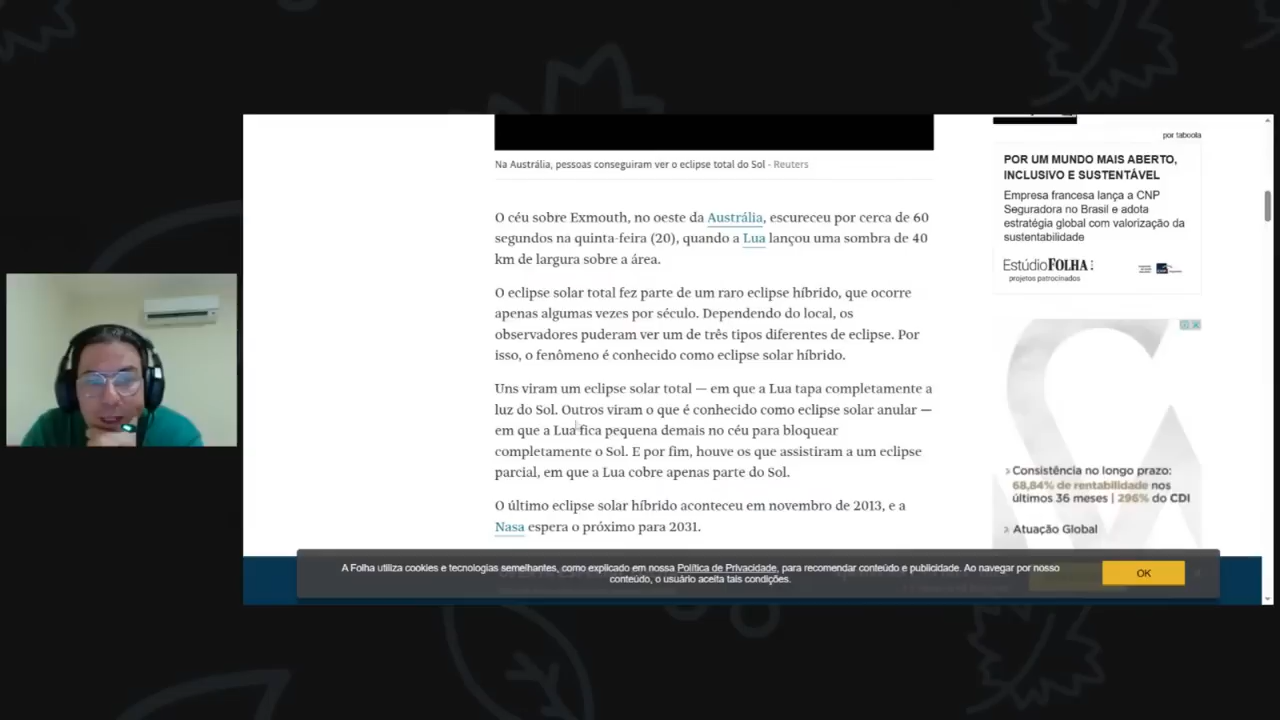 Na Austrália, pessoas conseguiram ver o eclipse total do Sol - Reuters
O céu sobre Exmouth, no oeste da Austrália, escureceu por cerca de 60
segundos na quinta-feira (20), quando a Lua lançou uma sombra de 40
km de largura sobre a área.
O eclipse solar total fez parte de um raro eclipse híbrido, que ocorre
apenas algumas vezes por século. Dependendo do local, os
observadores puderam ver um de três tipos diferentes de eclipse. Por
isso, o fenômeno é conhecido como eclipse solar híbrido.
Uns viram um eclipse solar total — em que a Lua tapa completamente a
luz do Sol. Outros viram o que é conhecido como eclipse solar anular —
em que a Lua fica pequena demais no céu para bloquear
completamente o Sol. E por fim, houve os que assistiram a um eclipse
parcial, em que a Lua cobre apenas parte do Sol.
O último eclipse solar híbrido aconteceu em novembro de 2013, e a
Nasa espera o próximo para 2031.
por taboola
POR UM MUNDO MAIS ABERTO,
INCLUSIVO E SUSTENTÁVEL
Empresa francesa lança a CNP
Seguradora no Brasil e adota
estratégia global com valorização da
sustentabilidade
EstúdioFOLHA:
projetos patrocinados
› Consistência no longo prazo:
68,84% de rentabilidade nos
últimos 36 meses | 296% do CDI
› Atuação Global
A Folha utiliza cookies e tecnologias semelhantes, como explicado em nossa Política de Privacidade, para recomendar conteúdo e publicidade. Ao navegar por nosso
conteúdo, o usuário aceita tais condições.
OK